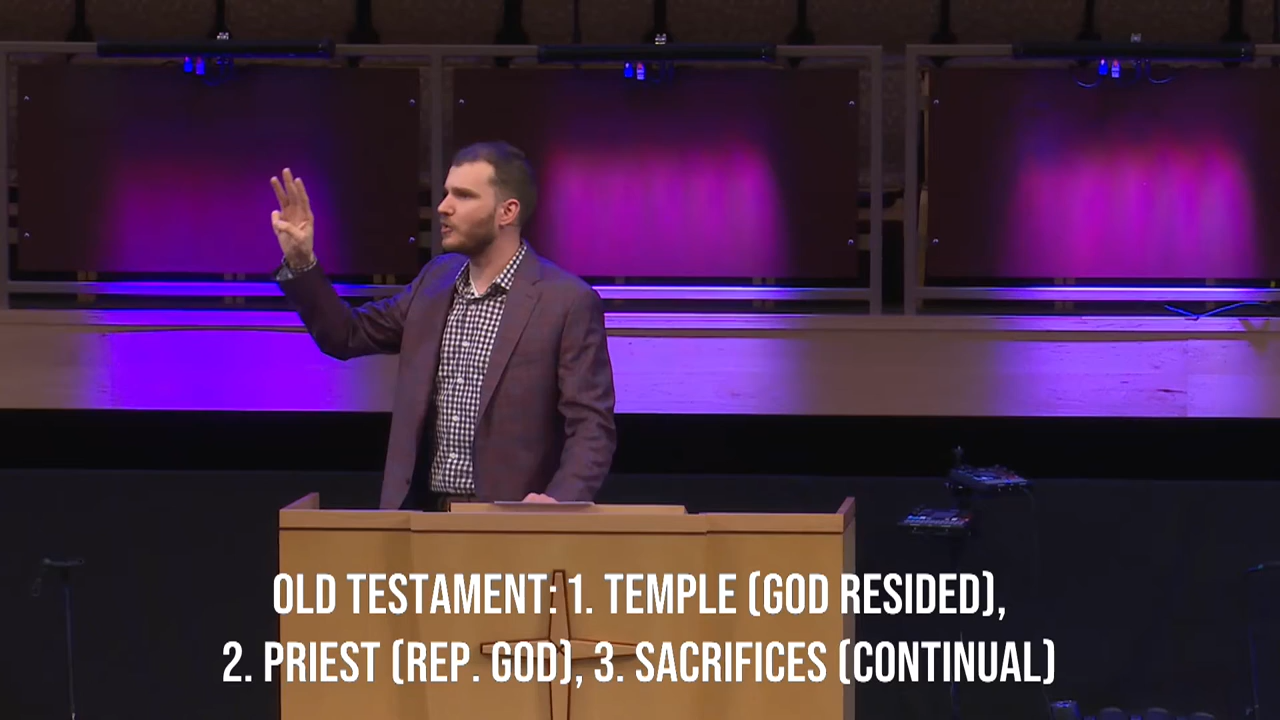 OLD TESTAMENT: 1. TEMPLE (GOD RESIDED),
2. PRIEST (REP. GOD), 3. SACRIFICES (CONTINUAL)